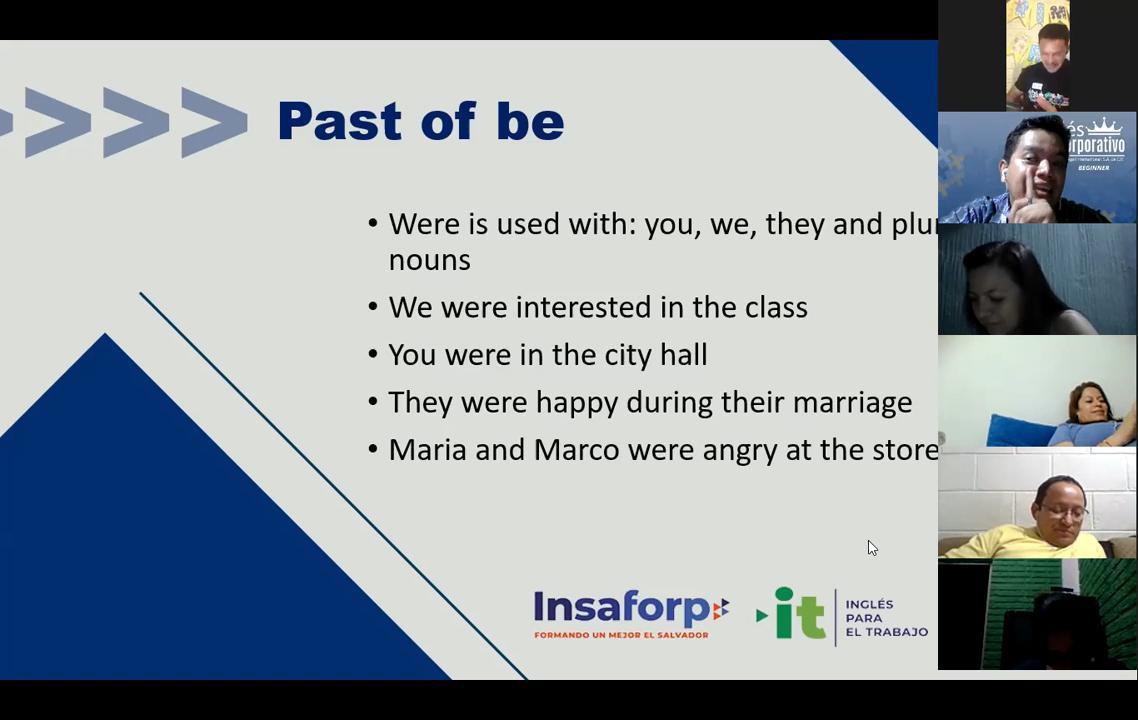 Past of be
• Were is used with: you, we, they and
nouns
• We were interested in the class
• You were in the city hall
• They were happy during their marriage
• Maria and Marco were angry at the store
Insaforp
FORMANDO UN MEJOR EL SALVADOR
it
INGLÉS
PARA
EL TRABAJO
BEGINNER